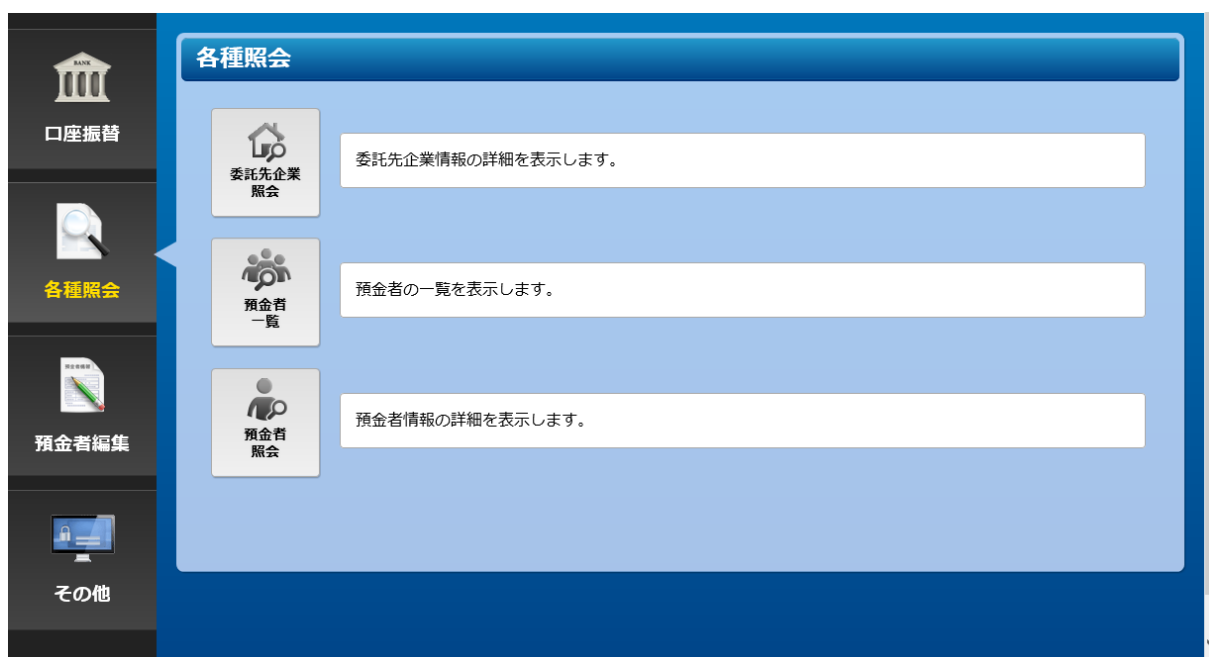 BANK
口座振替
各種照会
預金者編集
その他
各種照会
委託先企業
照会
委託先企業情報の詳細を表示します。
預金者
一覧
預金者の一覧を表示します。
預金者
照会
預金者情報の詳細を表示します。